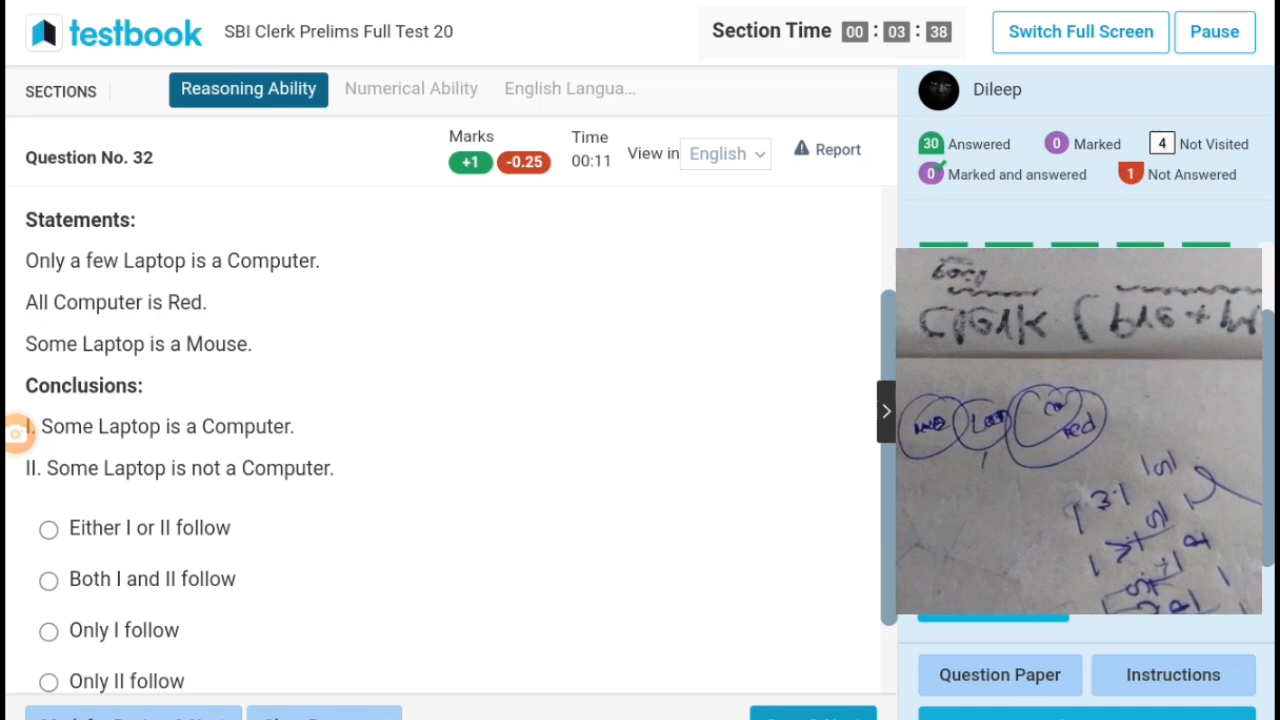 testbook
SBI Clerk Prelims Full Test 20
Section Time 00 : 03 : 38
Switch Full Screen
Pause
SECTIONS
Reasoning Ability
Numerical Ability
English Langua...
Dileep
Question No. 32
Marks
+1 -0.25
Time
00:11
View in English
Report
30 Answered
0 Marked
4 Not Visited
0 Marked and answered
1 Not Answered
Statements:
Only a few Laptop is a Computer.
All Computer is Red.
Some Laptop is a Mouse.
Conclusions:
I. Some Laptop is a Computer.
II. Some Laptop is not a Computer.
Either I or II follow
Both I and II follow
Only I follow
Only II follow
Clerk
red
Question Paper
Instructions